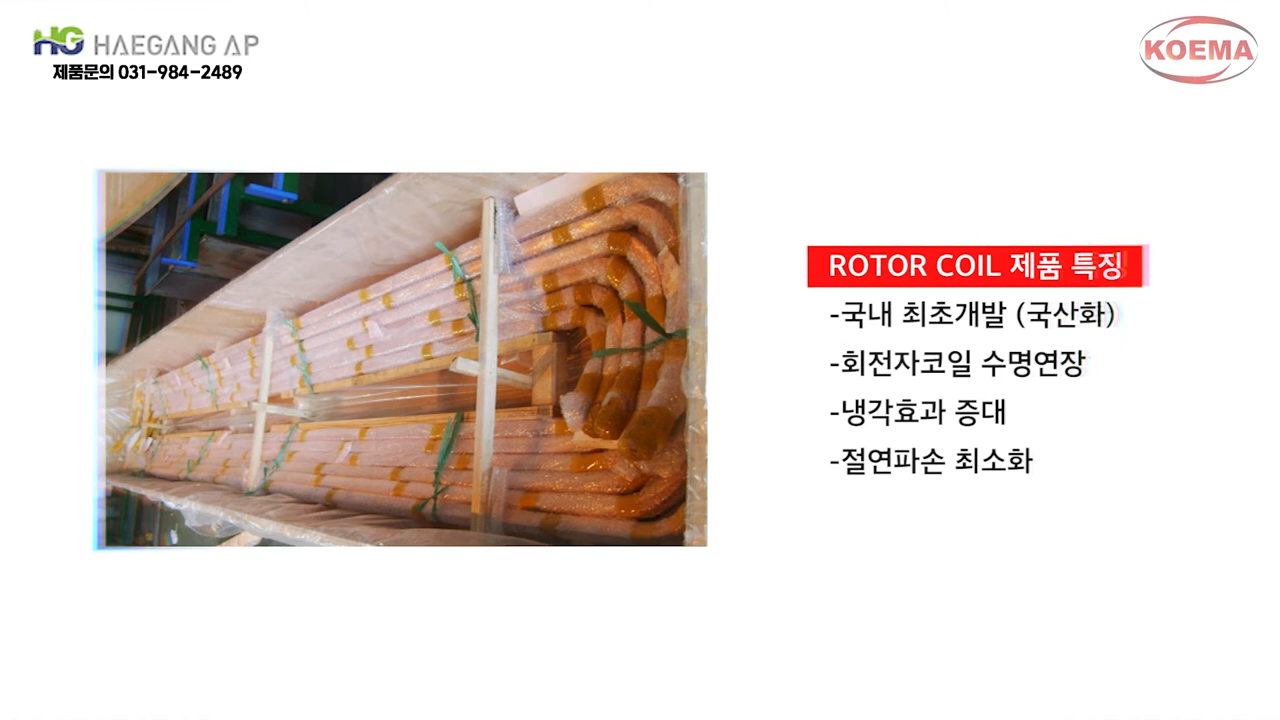 HG HAEGANG AP
제품문의 031-984-2489
KOEMA
ROTOR COIL 제품 특징
-국내 최초개발 (국산화)
-회전자코일 수명연장
-냉각효과 증대
-절연파손 최소화